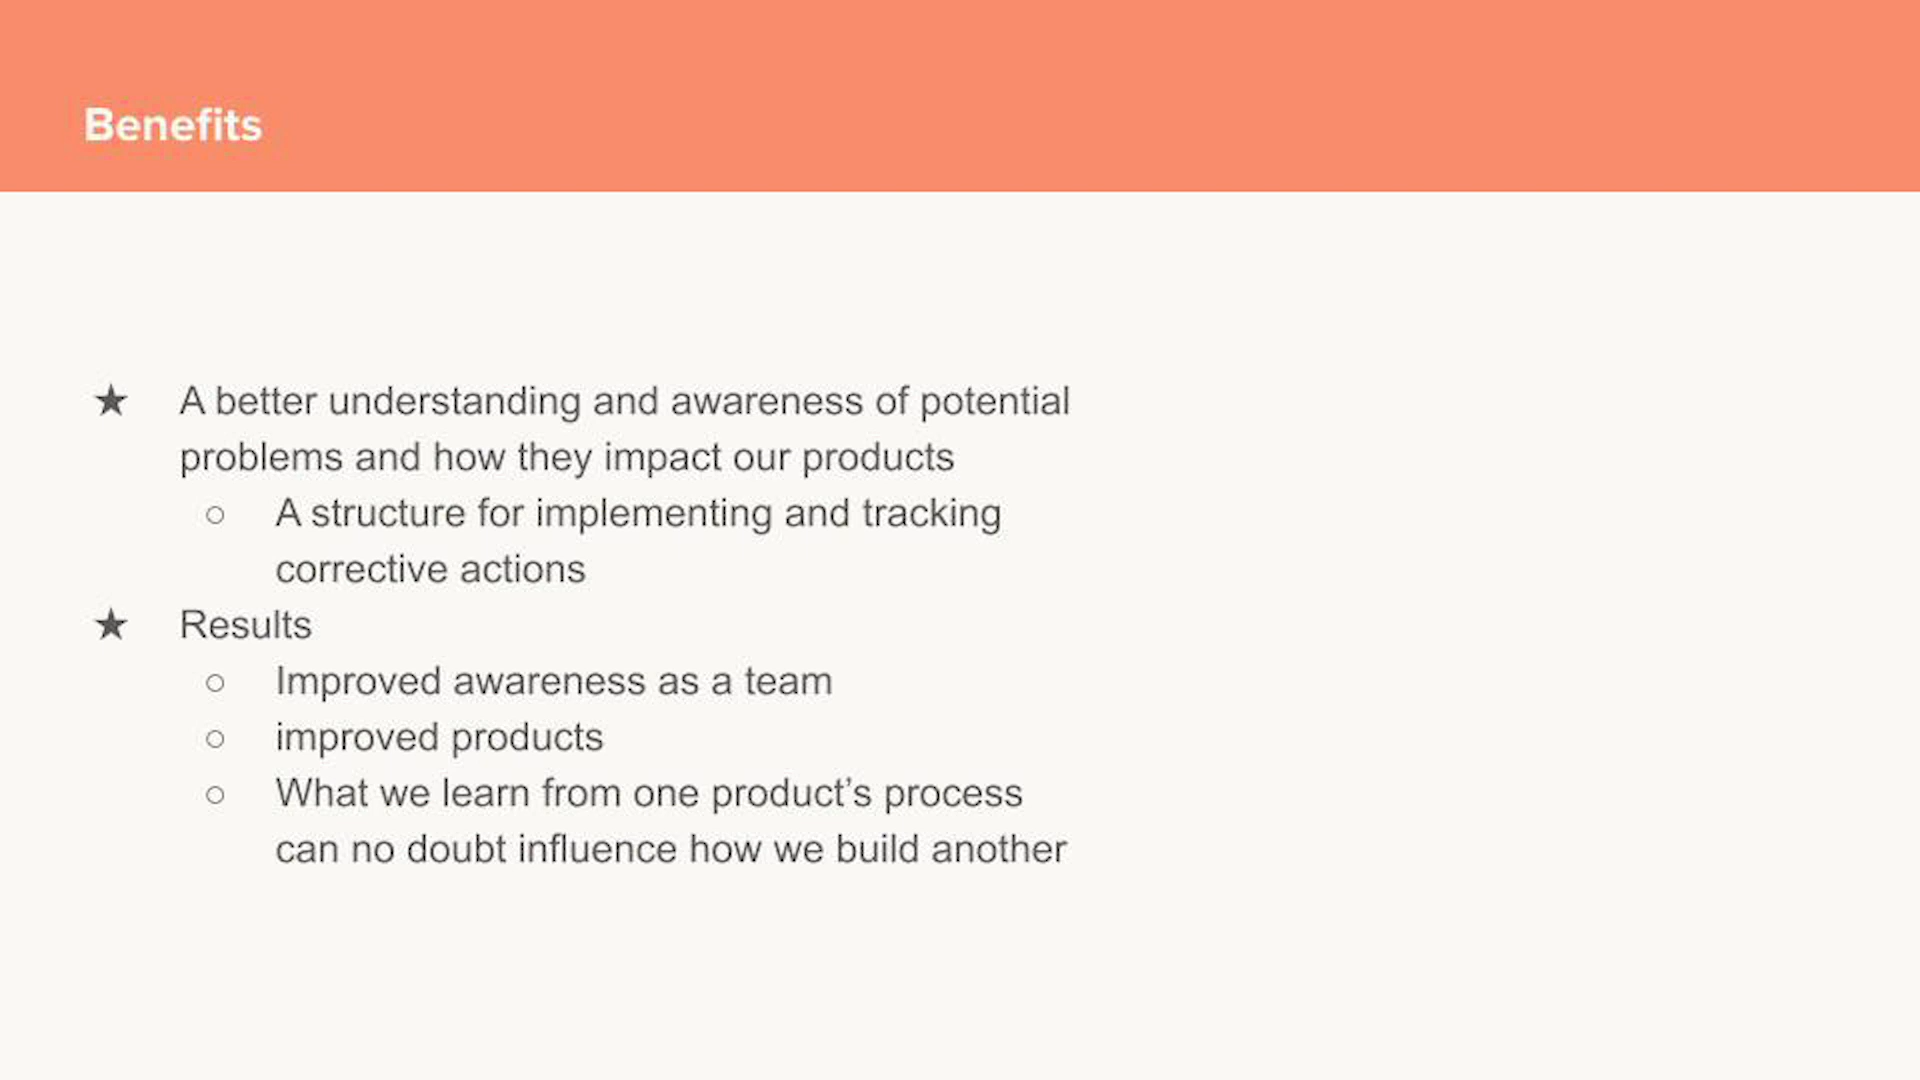 Benefits
★ A better understanding and awareness of potential
problems and how they impact our products
○ A structure for implementing and tracking
corrective actions
★ Results
○ Improved awareness as a team
○ improved products
○ What we learn from one product’s process
can no doubt influence how we build another